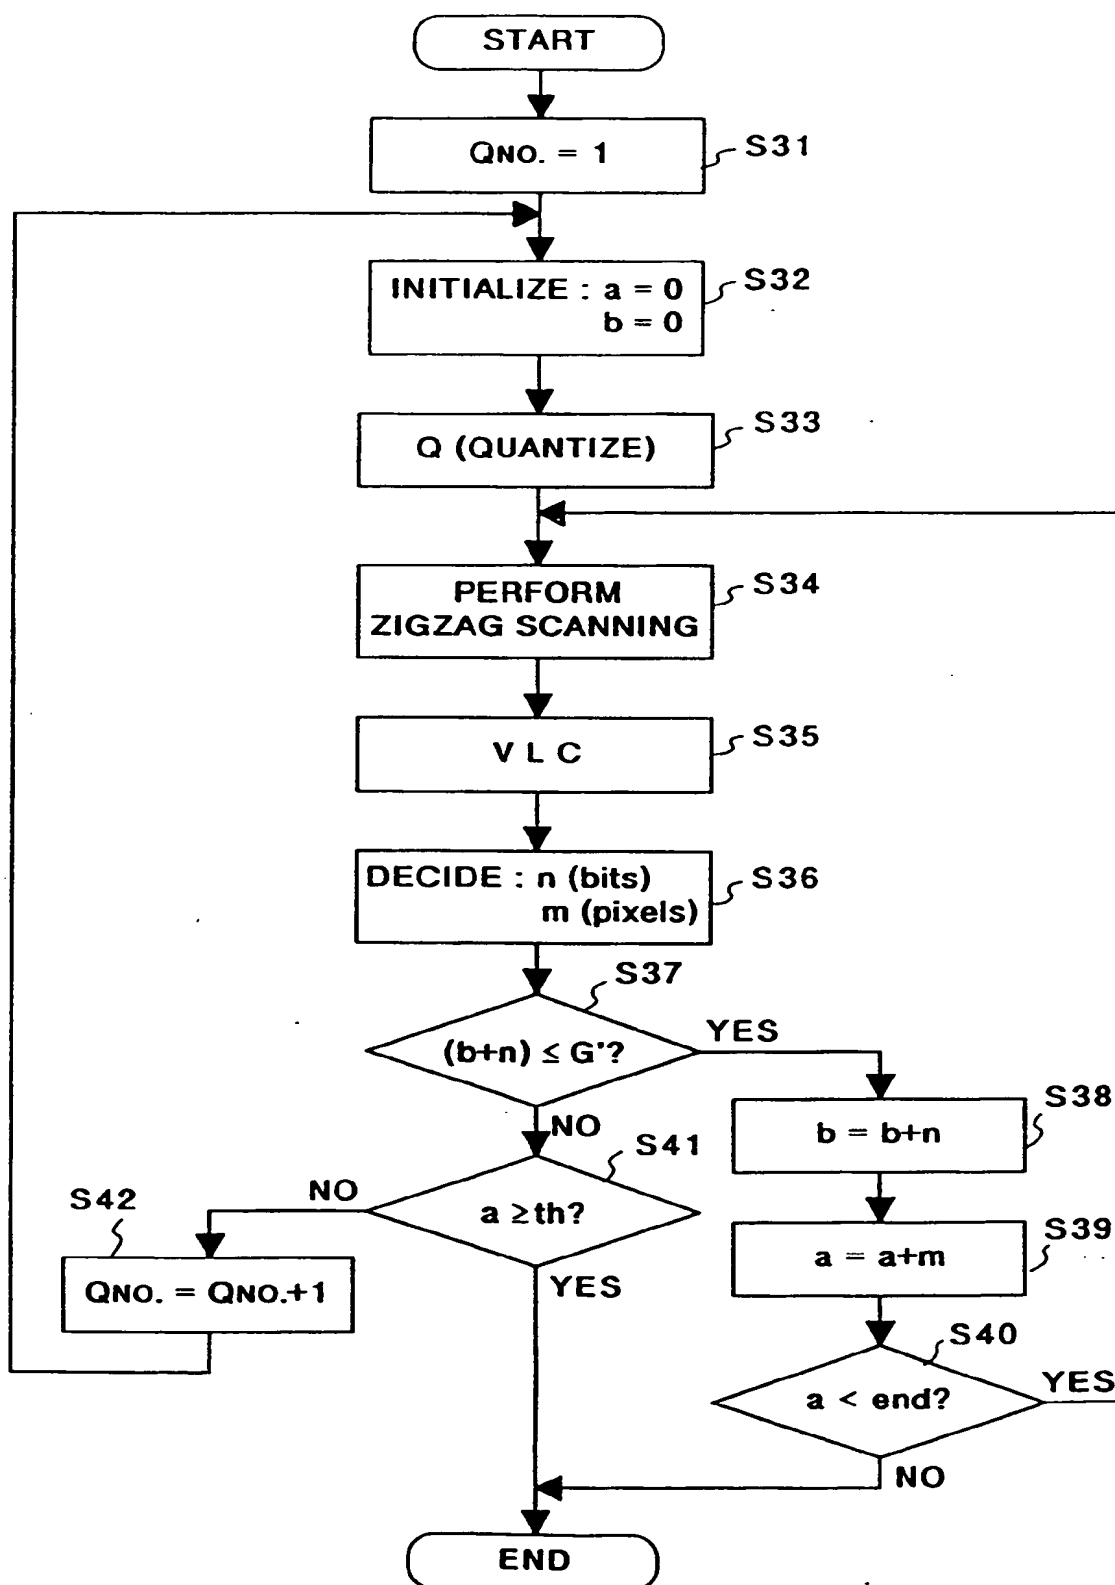 START
QNO. = 1
S31
INITIALIZE : a = 0
b = 0
S32
Q (QUANTIZE)
S33
PERFORM
ZIGZAG SCANNING
S34
V L C
S35
DECIDE : n (bits)
m (pixels)
S36
S37
(b+n) ≤ G'?
YES
NO
S38
b = b+n
S41
a ≥ th?
NO
YES
S42
QNO. = QNO.+1
S39
a = a+m
S40
a < end?
YES
NO
END